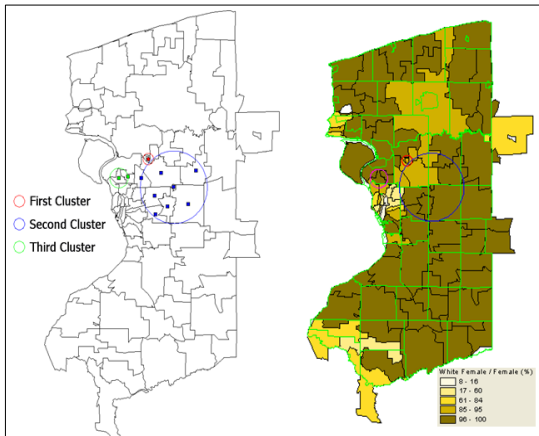 First Cluster
Second Cluster
Third Cluster
White Female / Female (%)
8 - 16
17 - 60
61 - 84
85 - 95
96 - 100